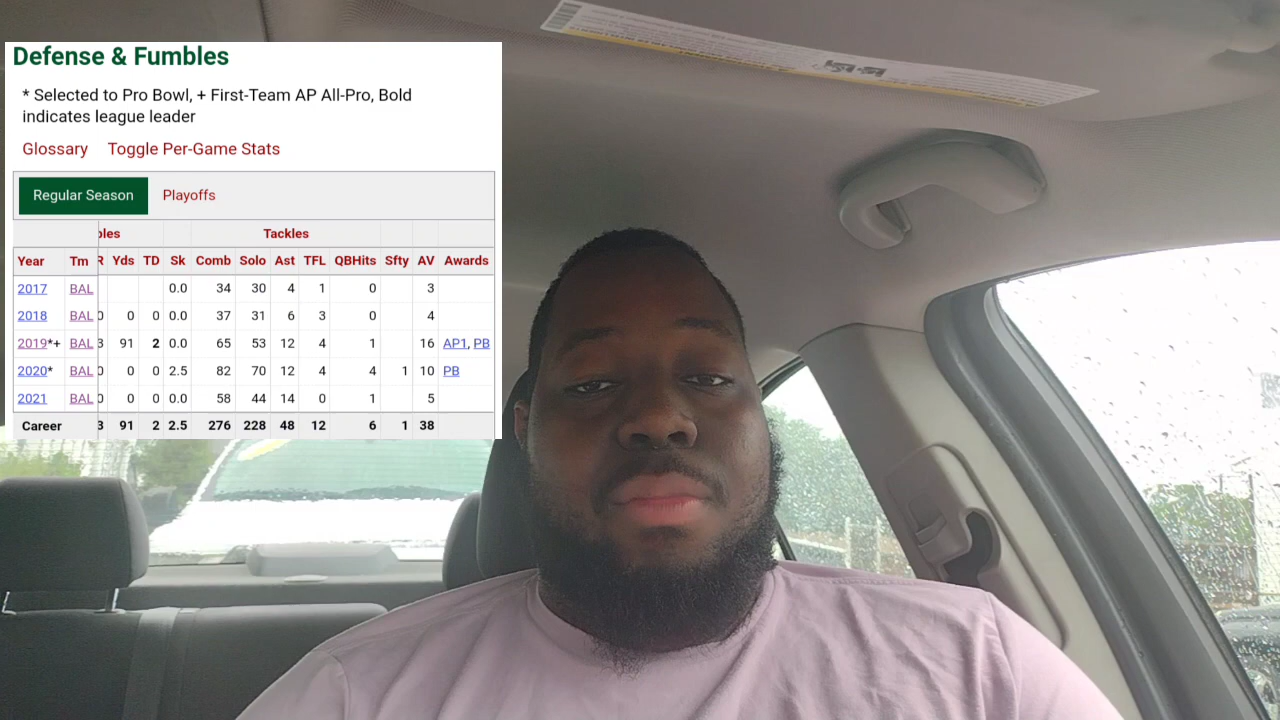 Defense & Fumbles
* Selected to Pro Bowl, + First-Team AP All-Pro, Bold
indicates league leader
Glossary Toggle Per-Game Stats
Regular Season Playoffs
Tackles
Year Tm R Yds TD Sk Comb Solo Ast TFL QBHits Sfty AV Awards
2017 BAL 0.0 34 30 4 1 0 3
2018 BAL 0 0 0 0.0 37 31 6 3 0 4
2019*+ BAL 3 91 2 0.0 65 53 12 4 1 16 AP1, PB
2020* BAL 0 0 0 2.5 82 70 12 4 4 1 10 PB
2021 BAL 0 0 0 0.0 58 44 14 0 1 5
Career 3 91 2 2.5 276 228 48 12 6 1 38